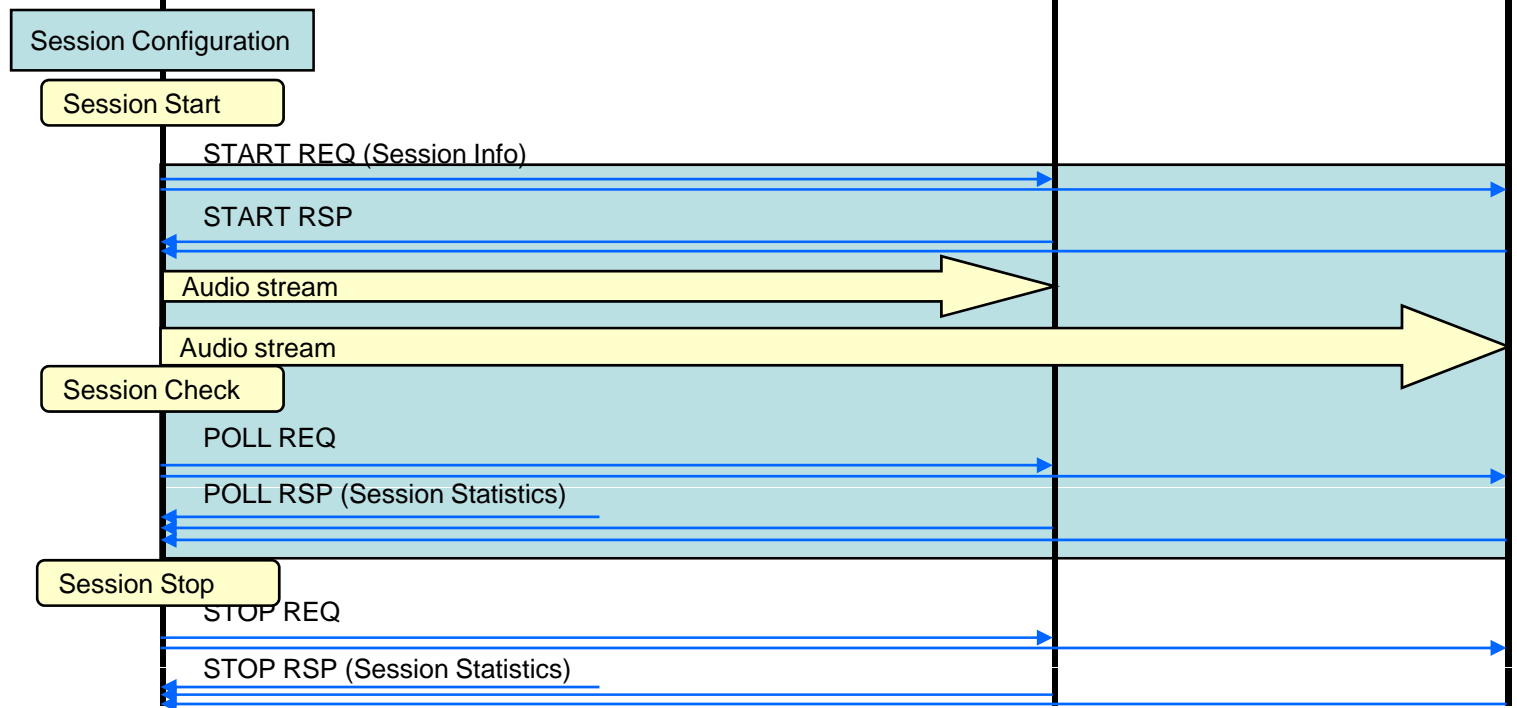 Session Configuration
Session Start
START REQ (Session Info)
START RSP
Audio stream
Audio stream
Session Check
POLL REQ
POLL RSP (Session Statistics)
Session Stop
STOP REQ
STOP RSP (Session Statistics)